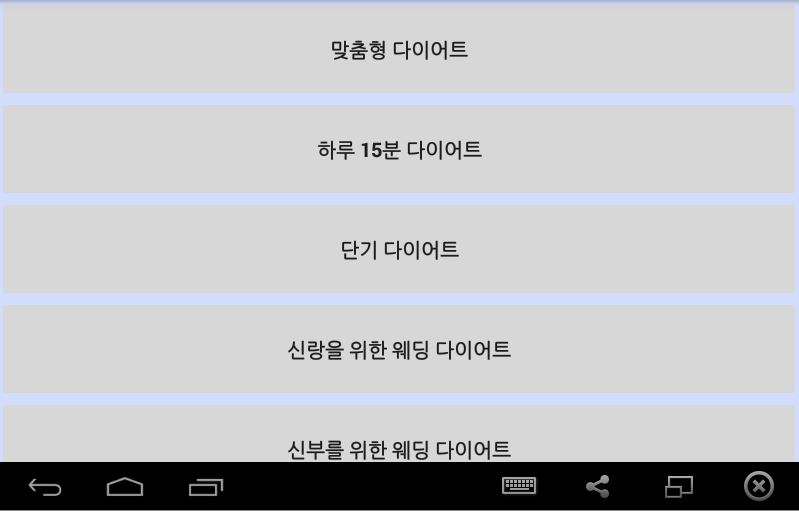 맞춤형 다이어트
하루 15분 다이어트
단기 다이어트
신랑을 위한 웨딩 다이어트
신부를 위한 웨딩 다이어트